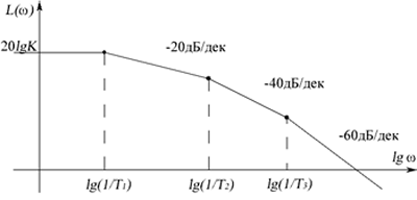 L(ω)
20lgK
-20дБ/дек
-40дБ/дек
-60дБ/дек
lg ω
lg(1/T₁)
lg(1/T₂)
lg(1/T₃)